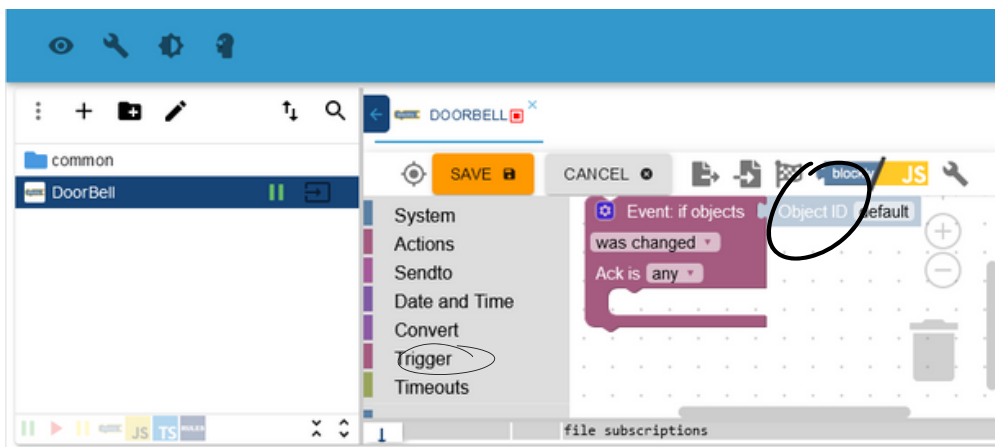 DOORBELL
common
SAVE CANCEL JS
DoorBell
System
Event: if objects Object ID default
Actions
was changed
Sendto
Ack is any
Date and Time
Convert
Trigger
Timeouts
JS TS RULES
file subscriptions